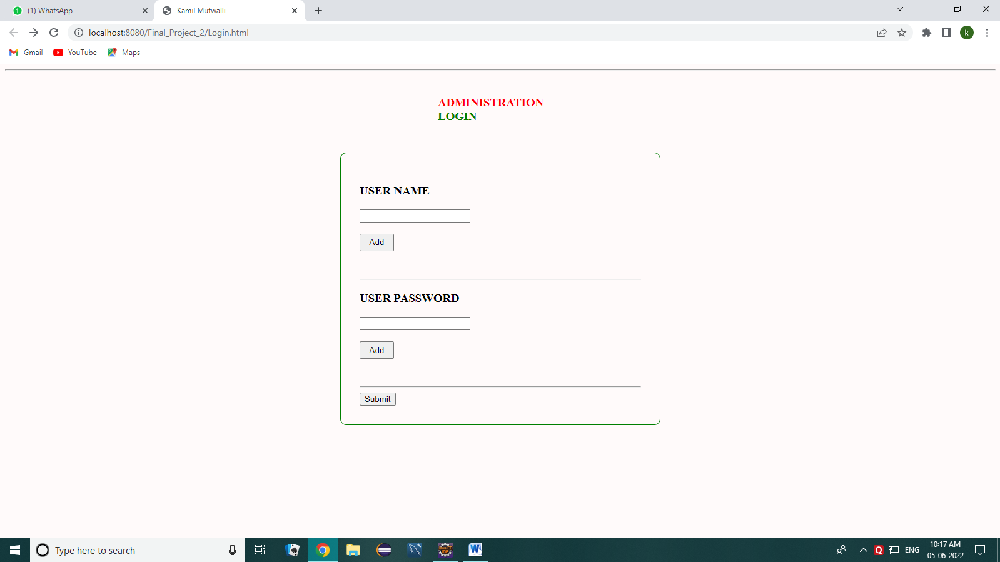 (1) WhatsApp
Kamil Mutwalli
localhost:8080/Final_Project_2/Login.html
k
Gmail
YouTube
Maps
ADMINISTRATION
LOGIN
USER NAME
Add
USER PASSWORD
Add
Submit
Type here to search
ENG
10:17 AM
05-06-2022